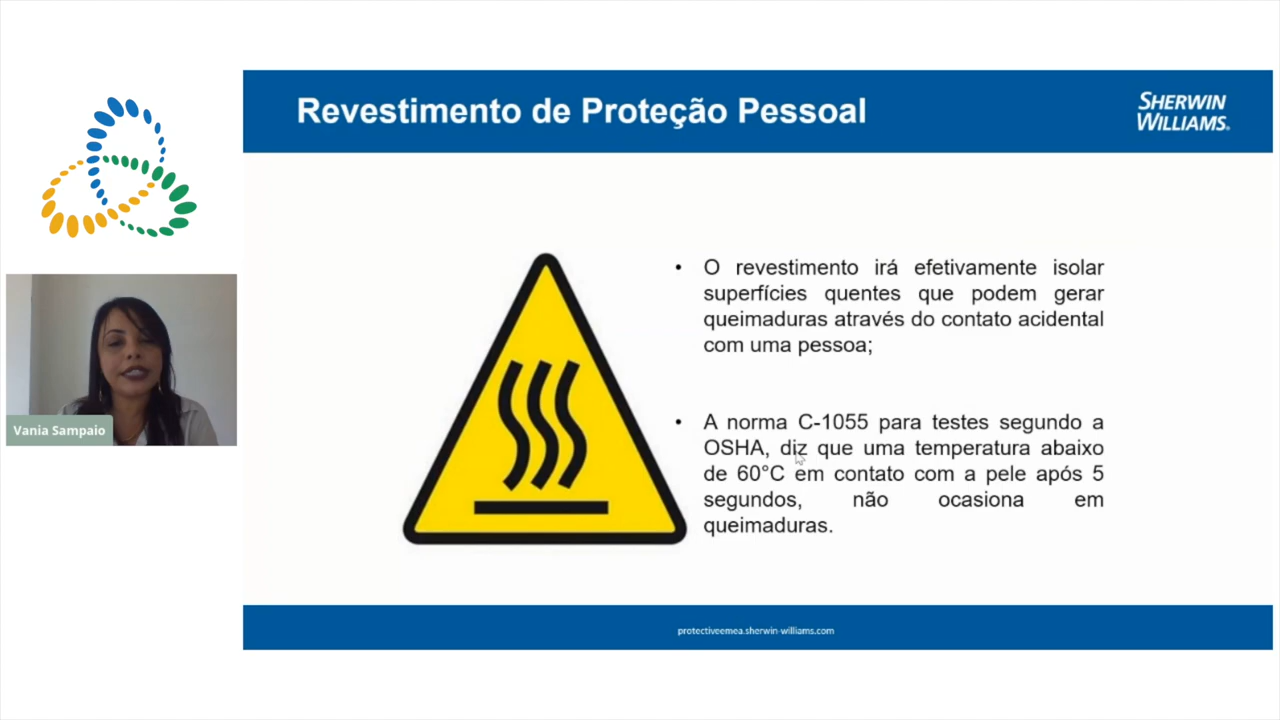 Revestimento de Proteção Pessoal
SHERWIN
WILLIAMS.
• O revestimento irá efetivamente isolar
superfícies quentes que podem gerar
queimaduras através do contato acidental
com uma pessoa;
• A norma C-1055 para testes segundo a
OSHA, diz que uma temperatura abaixo
de 60°C em contato com a pele após 5
segundos, não ocasiona em
queimaduras.
Vania Sampaio
protectiveemea.sherwin-williams.com